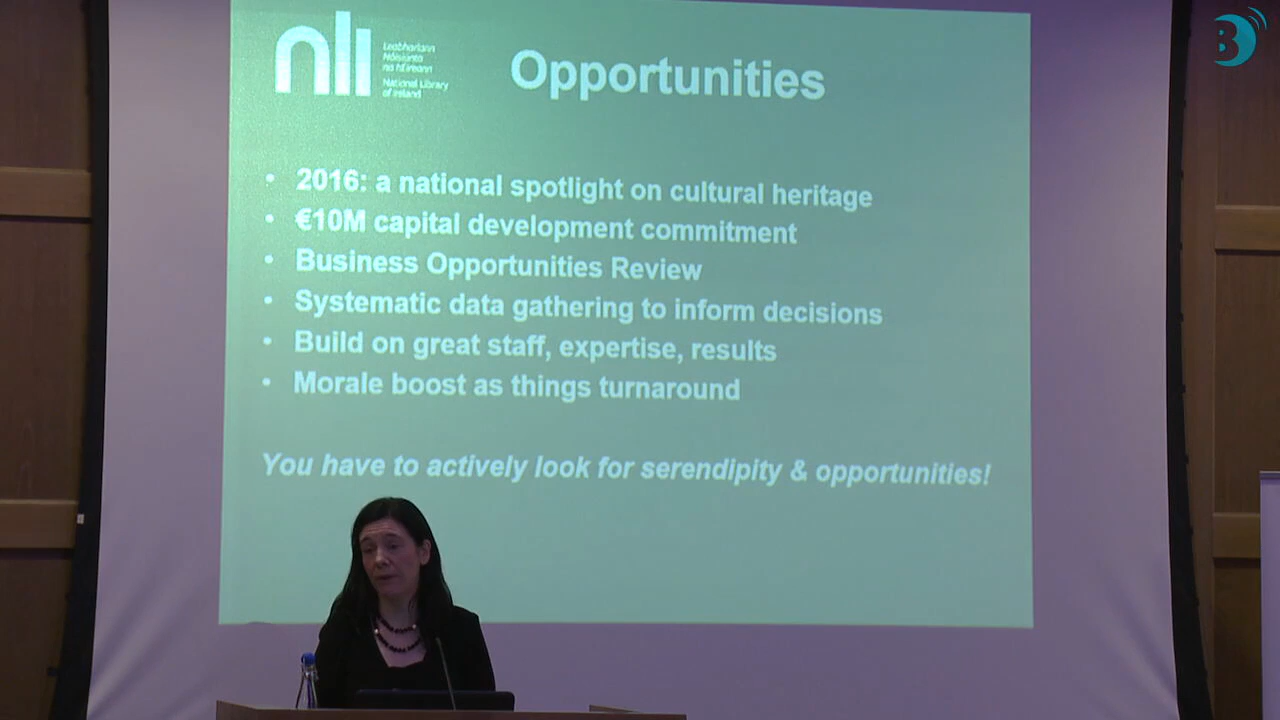 nli
Leabharlann
Náisiúnta
na hÉireann
National Library
of Ireland
Opportunities
• 2016: a national spotlight on cultural heritage
• €10M capital development commitment
• Business Opportunities Review
• Systematic data gathering to inform decisions
• Build on great staff, expertise, results
• Morale boost as things turnaround
You have to actively look for serendipity & opportunities!
B